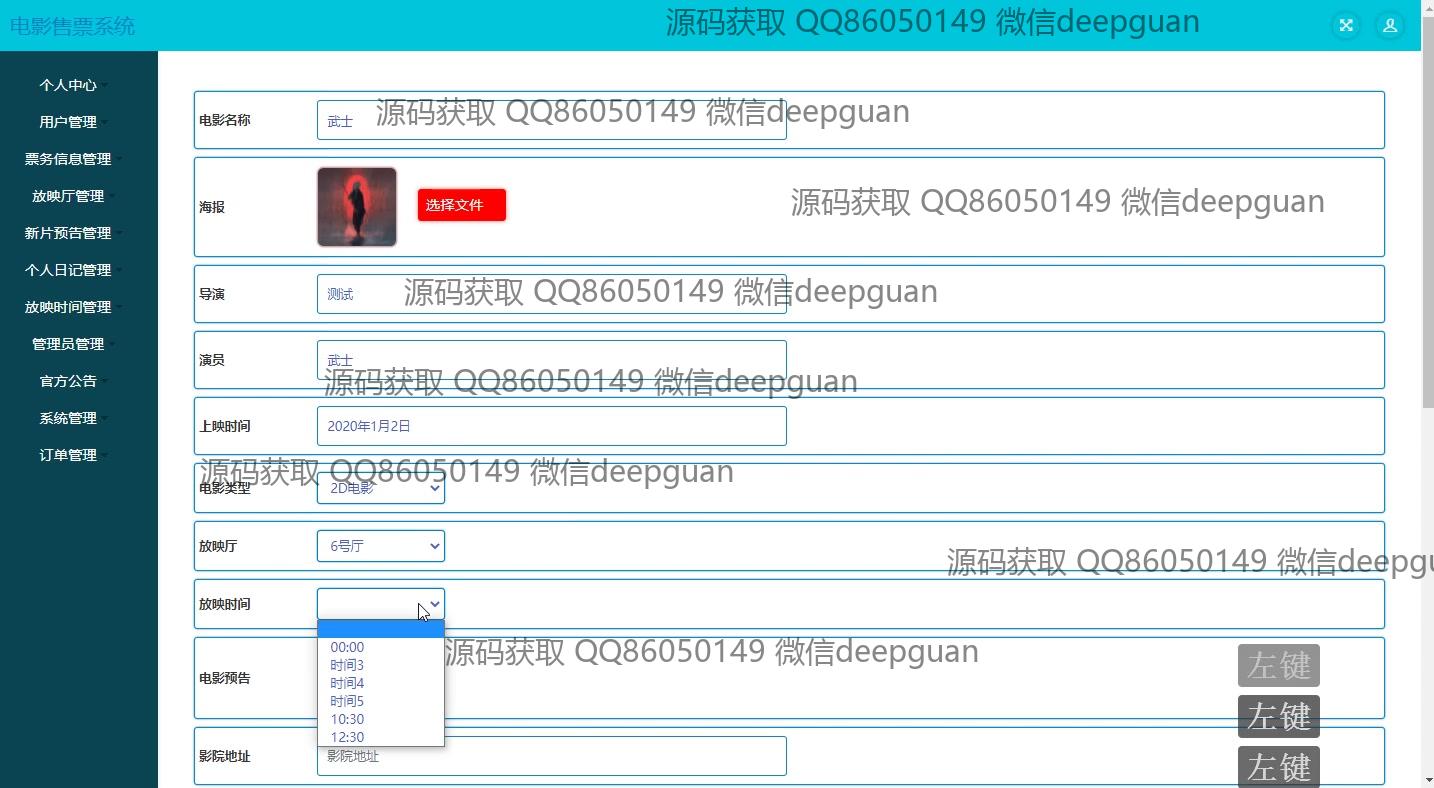 电影售票系统
源码获取 QQ86050149 微信deepguan
个人中心
用户管理
票务信息管理
放映厅管理
新片预告管理
个人日记管理
放映时间管理
管理员管理
官方公告
系统管理
订单管理
电影名称
武士
源码获取 QQ86050149 微信deepguan
海报
选择文件
源码获取 QQ86050149 微信deepguan
导演
测试
源码获取 QQ86050149 微信deepguan
演员
武士
源码获取 QQ86050149 微信deepguan
上映时间
2020年1月2日
源码获取 QQ86050149 微信deepguan
电影类型
2D电影
放映厅
6号厅
源码获取 QQ86050149 微信deepgu
放映时间
00:00
时间3
时间4
时间5
10:30
12:30
源码获取 QQ86050149 微信deepguan
电影预告
左键
左键
影院地址
影院地址
左键